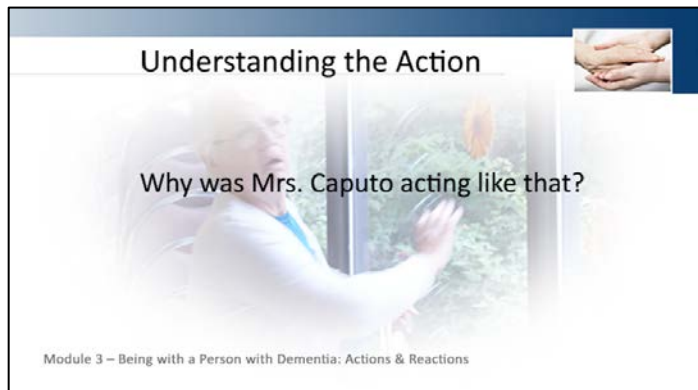 Understanding the Action
Why was Mrs. Caputo acting like that?
Module 3 – Being with a Person with Dementia: Actions & Reactions